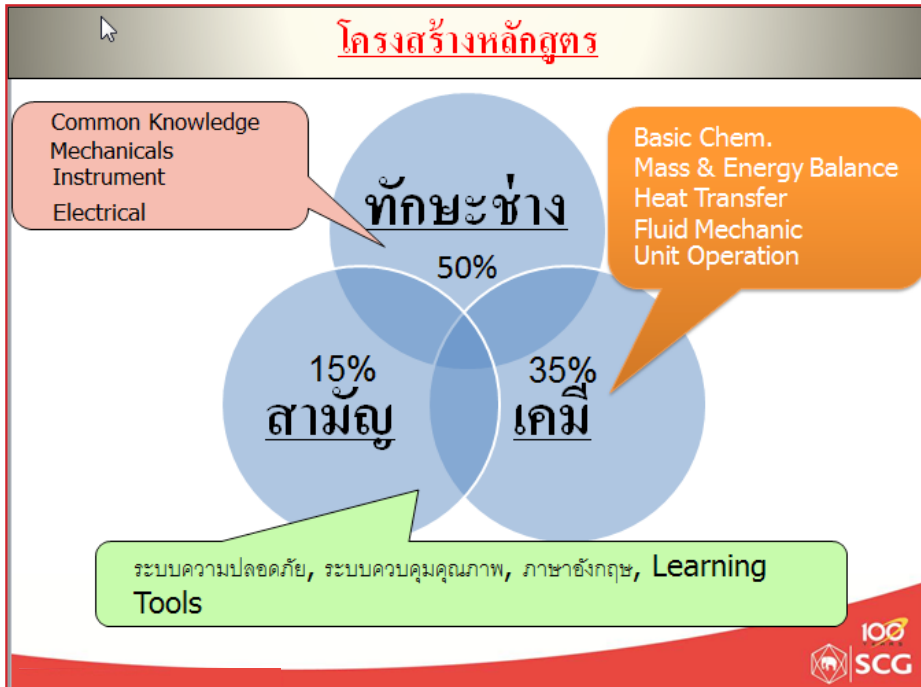 โครงสร้างหลักสูตร
Common Knowledge
Mechanicals
Instrument
Electrical
Basic Chem.
Mass & Energy Balance
Heat Transfer
Fluid Mechanic
Unit Operation
ทักษะช่าง
50%
15%
สามัญ
35%
เคมี
ระบบความปลอดภัย, ระบบควบคุมคุณภาพ, ภาษาอังกฤษ, Learning
Tools
100
YEARS
SCG